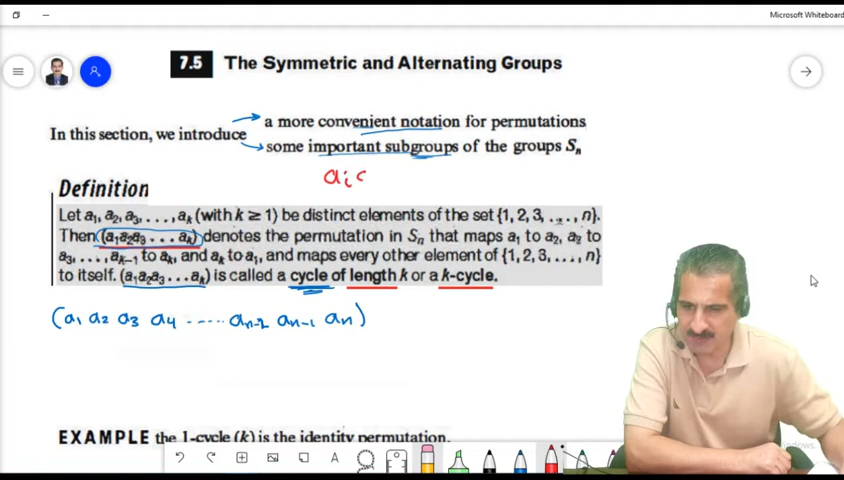 Microsoft Whiteboard
7.5 The Symmetric and Alternating Groups
In this section, we introduce
a more convenient notation for permutations
some important subgroups of the groups Sₙ
aᵢ
Definition
Let a₁, a₂, a₃, . . . , aₖ (with k ≥ 1) be distinct elements of the set {1, 2, 3, . . . , n}.
Then (a₁a₂a₃ . . . aₖ) denotes the permutation in Sₙ that maps a₁ to a₂, a₂ to
a₃, . . . , aₖ₋₁ to aₖ, and aₖ to a₁, and maps every other element of {1, 2, 3, . . . , n}
to itself. (a₁a₂a₃ . . . aₖ) is called a cycle of length k or a k-cycle.
(a₁ a₂ a₃ a₄ ..... aₙ₋₂ aₙ₋₁ aₙ)
EXAMPLE the 1-cycle (k) is the identity permutation.